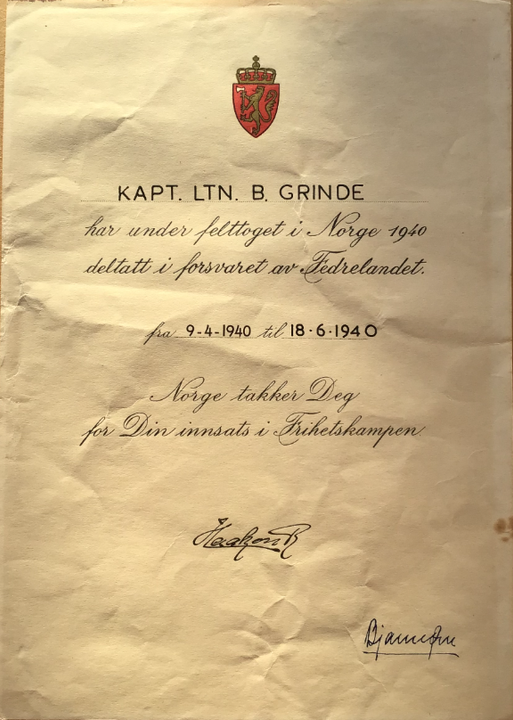 KAPT. LTN. B. GRINDE
har under felttoget i Norge 1940
deltatt i forsvaret av Fedrelandet.
fra 9-4-1940 til 18·6·1940
Norge takker Deg
for Din innsats i Frihetskampen
Haakon R